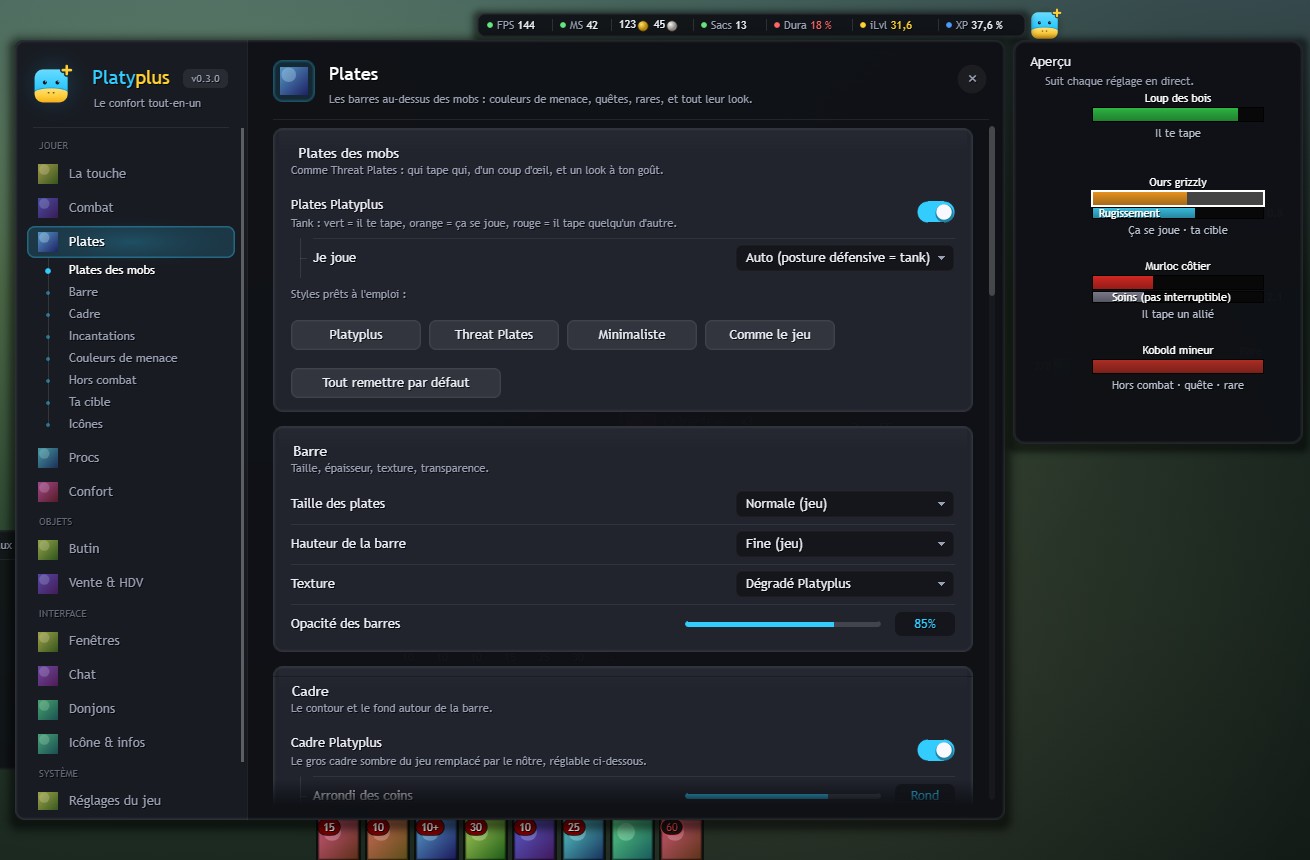 FPS 144
MS 42
123 45
Sacs 13
Dura 18 %
iLvl 31,6
XP 37,6 %
Platyplus
v0.3.0
Le confort tout-en-un
JOUER
La touche
Combat
Plates
Plates des mobs
Barre
Cadre
Incantations
Couleurs de menace
Hors combat
Ta cible
Icônes
Procs
Confort
OBJETS
Butin
Vente & HDV
INTERFACE
Fenêtres
Chat
Donjons
Icône & infos
SYSTÈME
Réglages du jeu
Plates
Les barres au-dessus des mobs : couleurs de menace, quêtes, rares, et tout leur look.
×
Plates des mobs
Comme Threat Plates : qui tape qui, d'un coup d'œil, et un look à ton goût.
Plates Platyplus
Tank : vert = il te tape, orange = ça se joue, rouge = il tape quelqu'un d'autre.
Je joue
Auto (posture défensive = tank)
Styles prêts à l'emploi :
Platyplus
Threat Plates
Minimaliste
Comme le jeu
Tout remettre par défaut
Barre
Taille, épaisseur, texture, transparence.
Taille des plates
Normale (jeu)
Hauteur de la barre
Fine (jeu)
Texture
Dégradé Platyplus
Opacité des barres
85%
Cadre
Le contour et le fond autour de la barre.
Cadre Platyplus
Le gros cadre sombre du jeu remplacé par le nôtre, réglable ci-dessous.
Arrondi des coins
Rond
Aperçu
Suit chaque réglage en direct.
Loup des bois
Il te tape
Ours grizzly
Rugissement
Ça se joue · ta cible
Murloc côtier
Soins (pas interruptible)
Il tape un allié
Kobold mineur
Hors combat · quête · rare
ux
15
10
10+
30
10
25
60